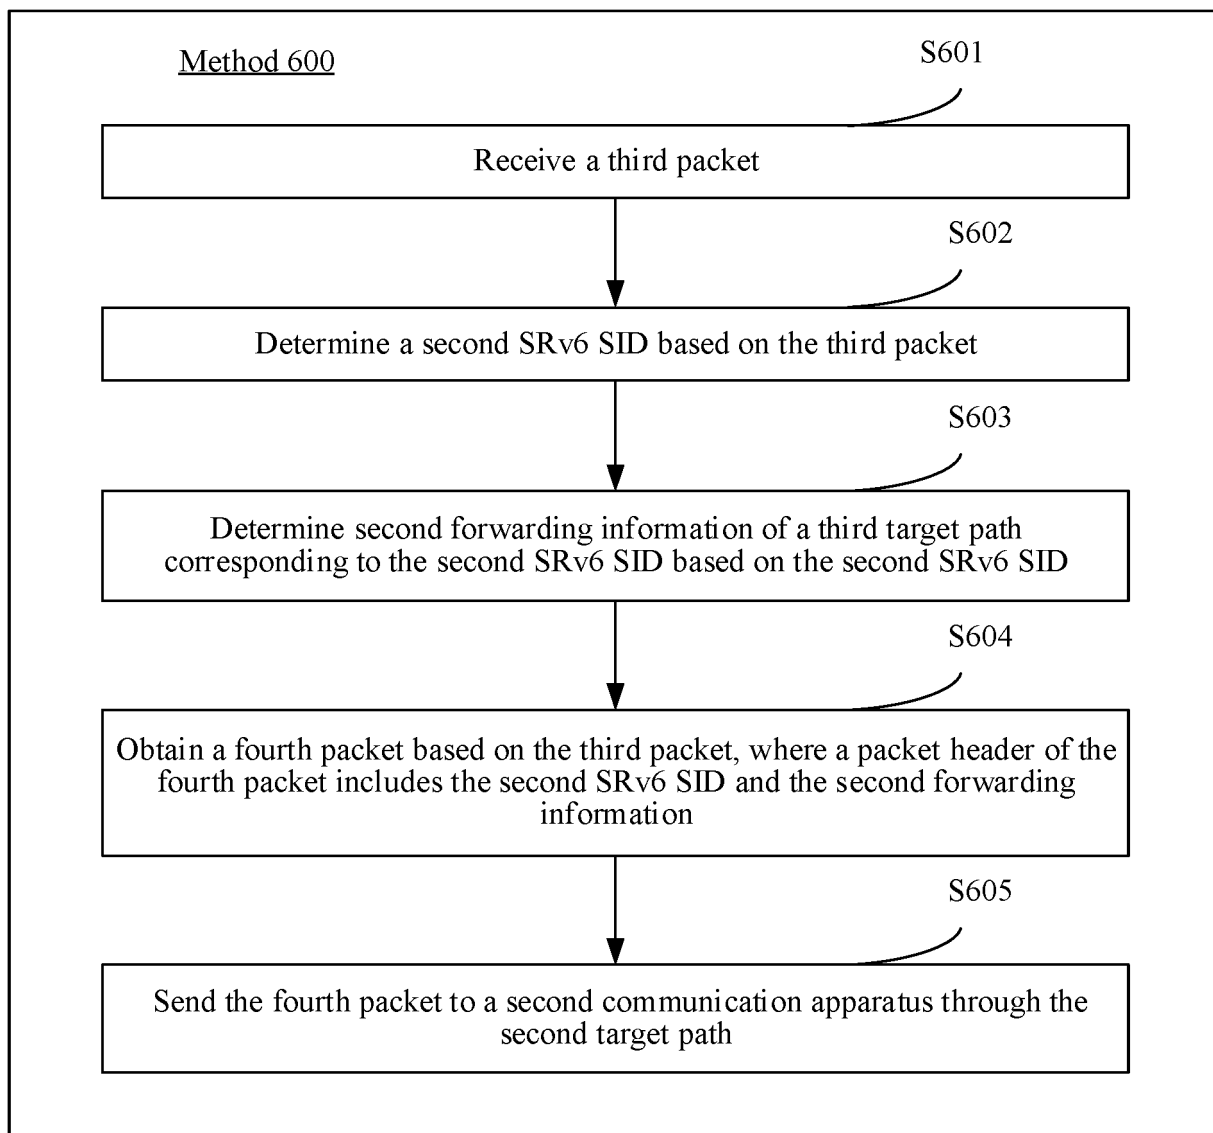 Method 600
S601
Receive a third packet
S602
Determine a second SRv6 SID based on the third packet
S603
Determine second forwarding information of a third target path
corresponding to the second SRv6 SID based on the second SRv6 SID
S604
Obtain a fourth packet based on the third packet, where a packet header of the
fourth packet includes the second SRv6 SID and the second forwarding
information
S605
Send the fourth packet to a second communication apparatus through the
second target path